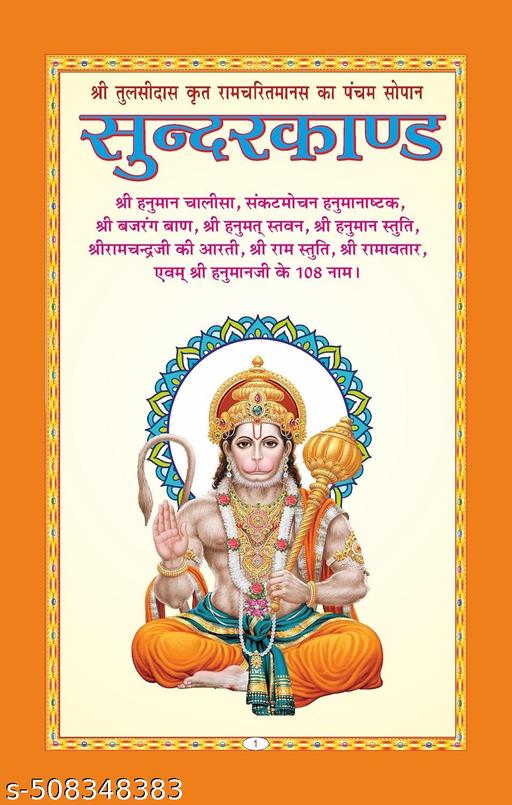 श्री तुलसीदास कृत रामचरितमानस का पंचम सोपान
सुन्दरकाण्ड
श्री हनुमान चालीसा, संकटमोचन हनुमानाष्टक,
श्री बजरंग बाण, श्री हनुमत् स्तवन, श्री हनुमान स्तुति,
श्रीरामचन्द्रजी की आरती, श्री राम स्तुति, श्री रामावतार,
एवम् श्री हनुमानजी के 108 नाम।
1
s-508348383